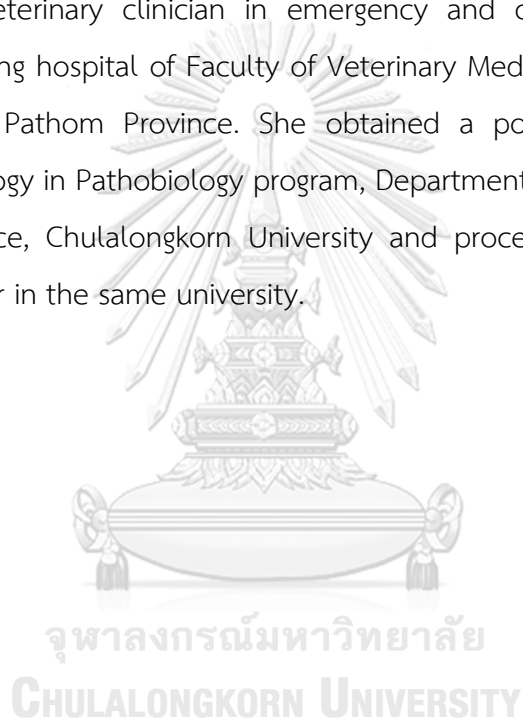 eterinary clinician in emergency and c
ng hospital of Faculty of Veterinary Med
Pathom Province. She obtained a po
ogy in Pathobiology program, Department
ce, Chulalongkorn University and proce
r in the same university.
จุฬาลงกรณ์มหาวิทยาลัย
CHULALONGKORN UNIVERSITY